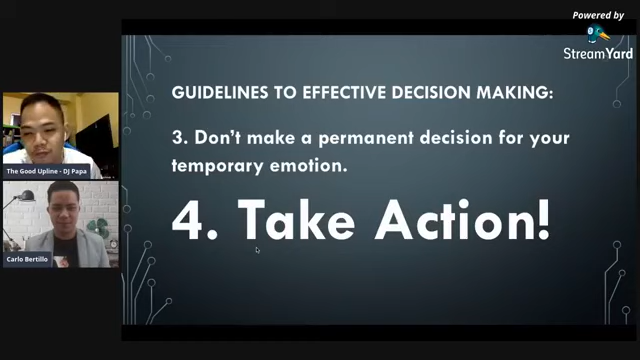 Powered by
StreamYard
GUIDELINES TO EFFECTIVE DECISION MAKING:
3. Don't make a permanent decision for your
temporary emotion.
4. Take Action!
The Good Upline - DJ Papa
Carlo Bertillo